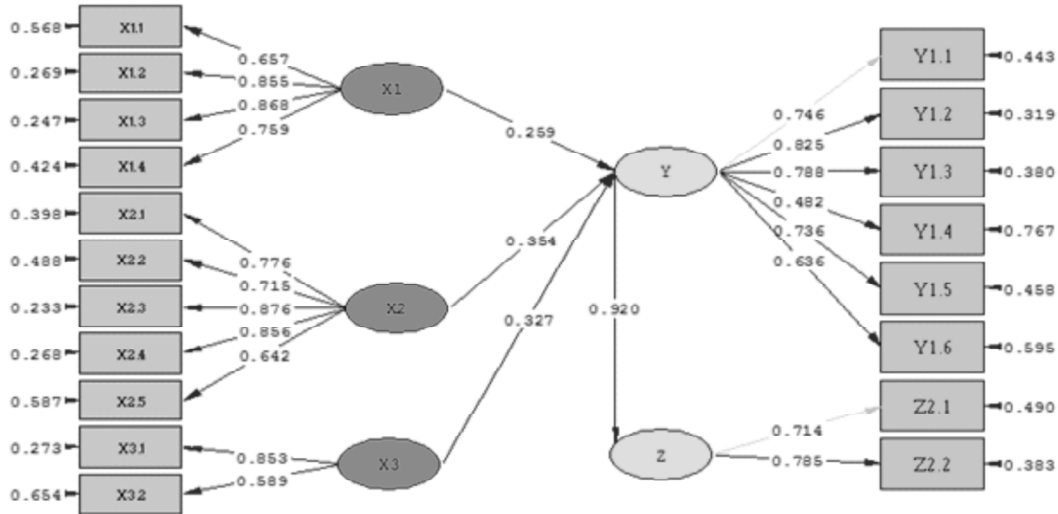 0.568 X1.1
0.269 X1.2
0.247 X1.3
0.424 X1.4
0.398 X2.1
0.488 X2.2
0.233 X2.3
0.268 X2.4
0.587 X2.5
0.273 X3.1
0.654 X3.2
0.657
0.855
0.868
0.759
0.776
0.715
0.876
0.856
0.642
0.853
0.589
X1
X2
X3
0.259
0.354
0.327
Y
0.920
Z
0.746
0.825
0.788
0.482
0.736
0.636
0.714
0.785
Y1.1 0.443
Y1.2 0.319
Y1.3 0.380
Y1.4 0.767
Y1.5 0.458
Y1.6 0.595
Z2.1 0.490
Z2.2 0.383